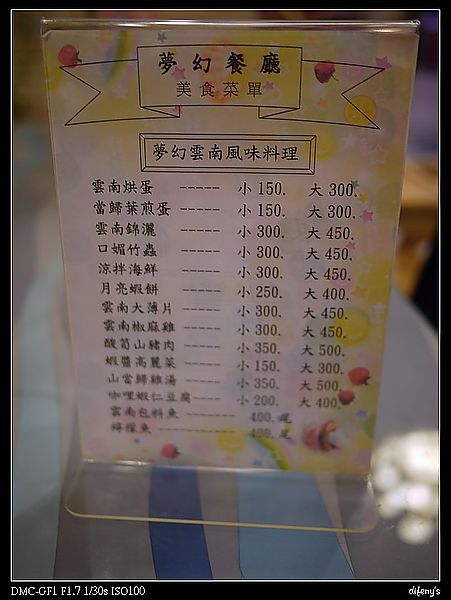 夢幻餐廳
美食菜單
夢幻雲南風味料理
雲南烘蛋 ----- 小 150. 大 300.
當歸葉煎蛋 ----- 小 150. 大 300.
雲南錦灑 ----- 小 300. 大 450.
口媚竹蟲 ----- 小 300. 大 450.
涼拌海鮮 ----- 小 300. 大 450.
月亮蝦餅 ----- 小 250. 大 400.
雲南大薄片 ----- 小 300. 大 450.
雲南椒麻雞 ----- 小 300. 大 450.
酸筍山豬肉 ----- 小 350. 大 500.
蝦醬高麗菜 ----- 小 150. 大 300.
山當歸雞湯 ----- 小 350. 大 500.
咖哩蝦仁豆腐 ----- 小 200. 大 400.
雲南包料魚 ------ 400.尾
檸檬魚 ------ 400.尾
DMC-GF1 F1.7 1/30s ISO100
difeny's